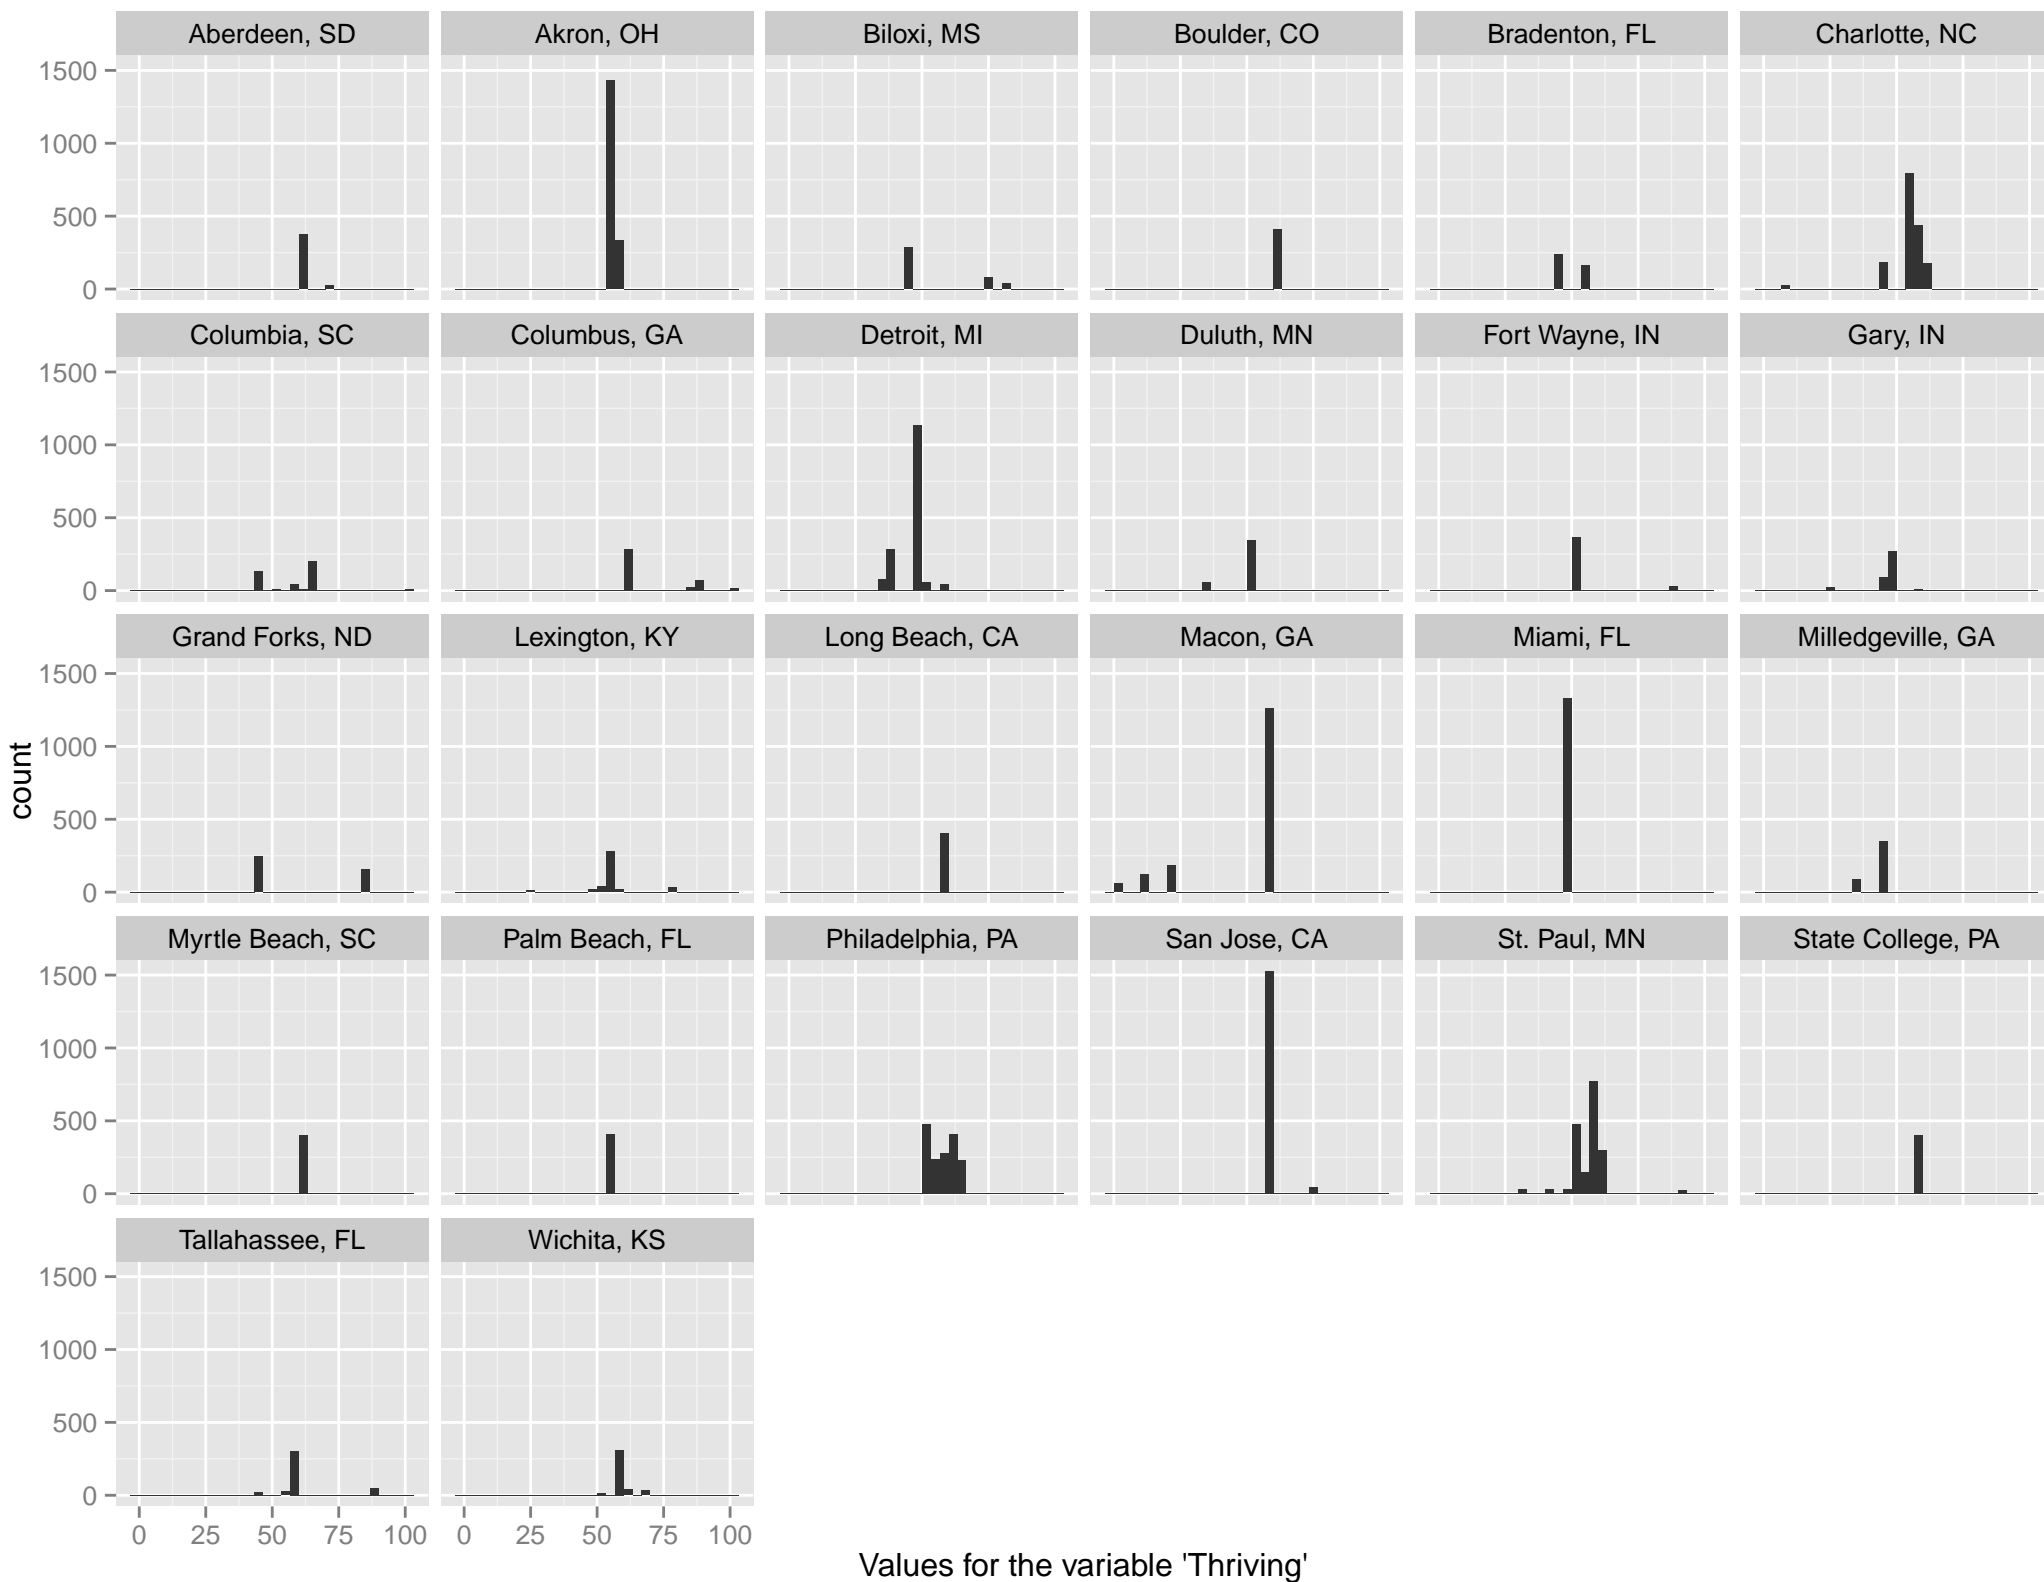 Aberdeen, SD Akron, OH Biloxi, MS Boulder, CO Bradenton, FL Charlotte, NC
1500
1000
500
0
Columbia, SC Columbus, GA Detroit, MI Duluth, MN Fort Wayne, IN Gary, IN
1500
1000
500
0
Grand Forks, ND Lexington, KY Long Beach, CA Macon, GA Miami, FL Milledgeville, GA
1500
count
1000
500
0
Myrtle Beach, SC Palm Beach, FL Philadelphia, PA San Jose, CA St. Paul, MN State College, PA
1500
1000
500
0
Tallahassee, FL Wichita, KS
1500
1000
500
0
0 25 50 75 100 0 25 50 75 100
Values for the variable 'Thriving'